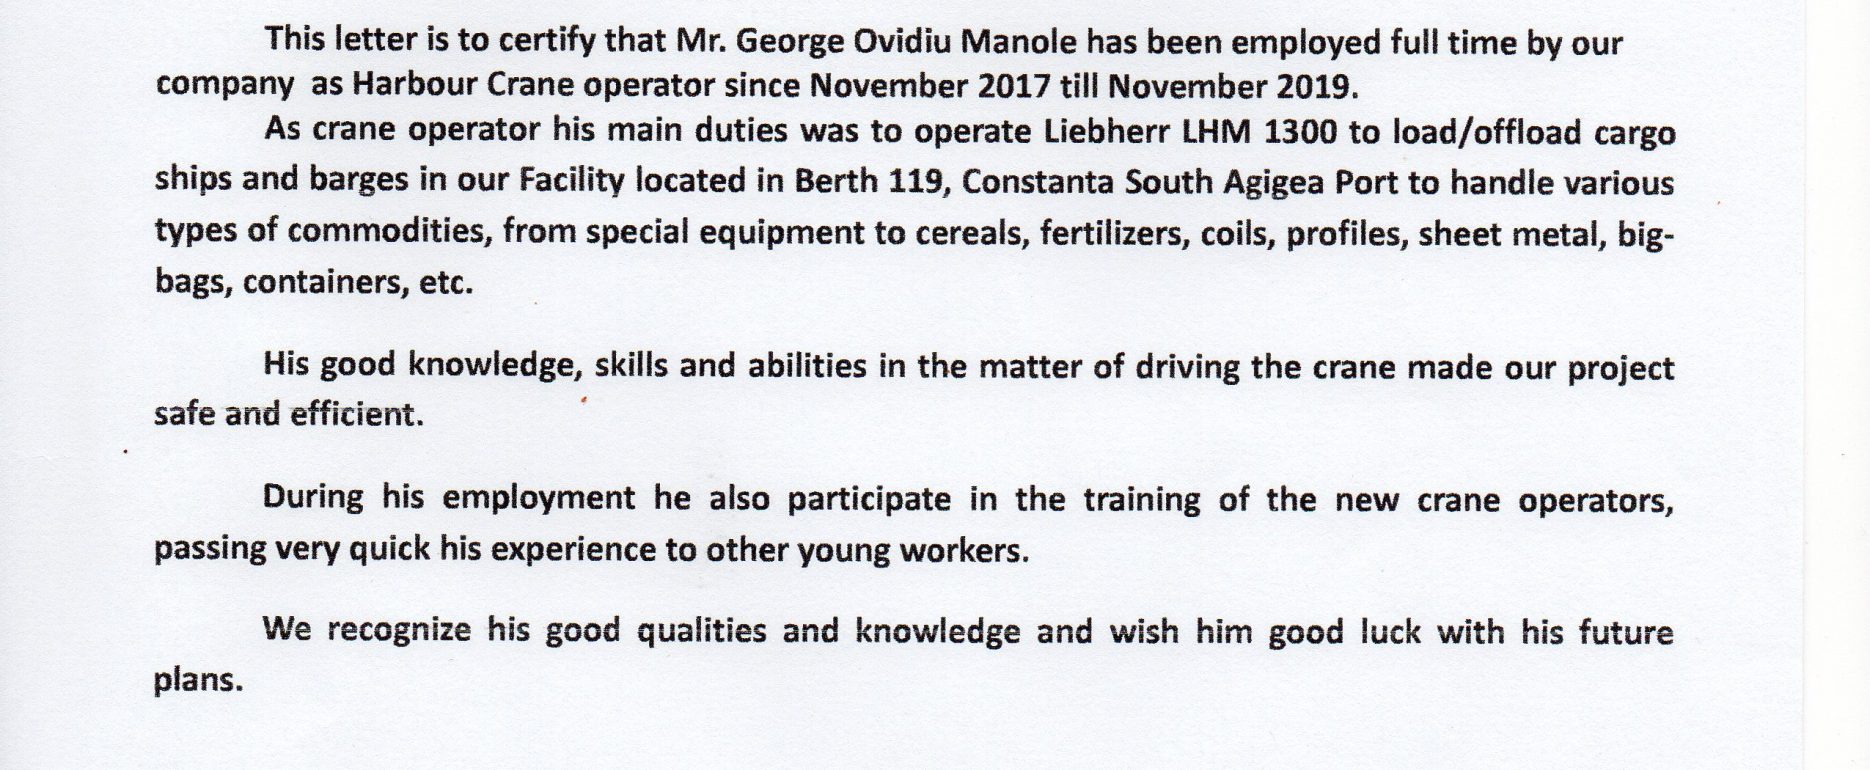 This letter is to certify that Mr. George Ovidiu Manole has been employed full time by our
company as Harbour Crane operator since November 2017 till November 2019.
As crane operator his main duties was to operate Liebherr LHM 1300 to load/offload cargo
ships and barges in our Facility located in Berth 119, Constanta South Agigea Port to handle various
types of commodities, from special equipment to cereals, fertilizers, coils, profiles, sheet metal, big-
bags, containers, etc.
His good knowledge, skills and abilities in the matter of driving the crane made our project
safe and efficient.
During his employment he also participate in the training of the new crane operators,
passing very quick his experience to other young workers.
We recognize his good qualities and knowledge and wish him good luck with his future
plans.